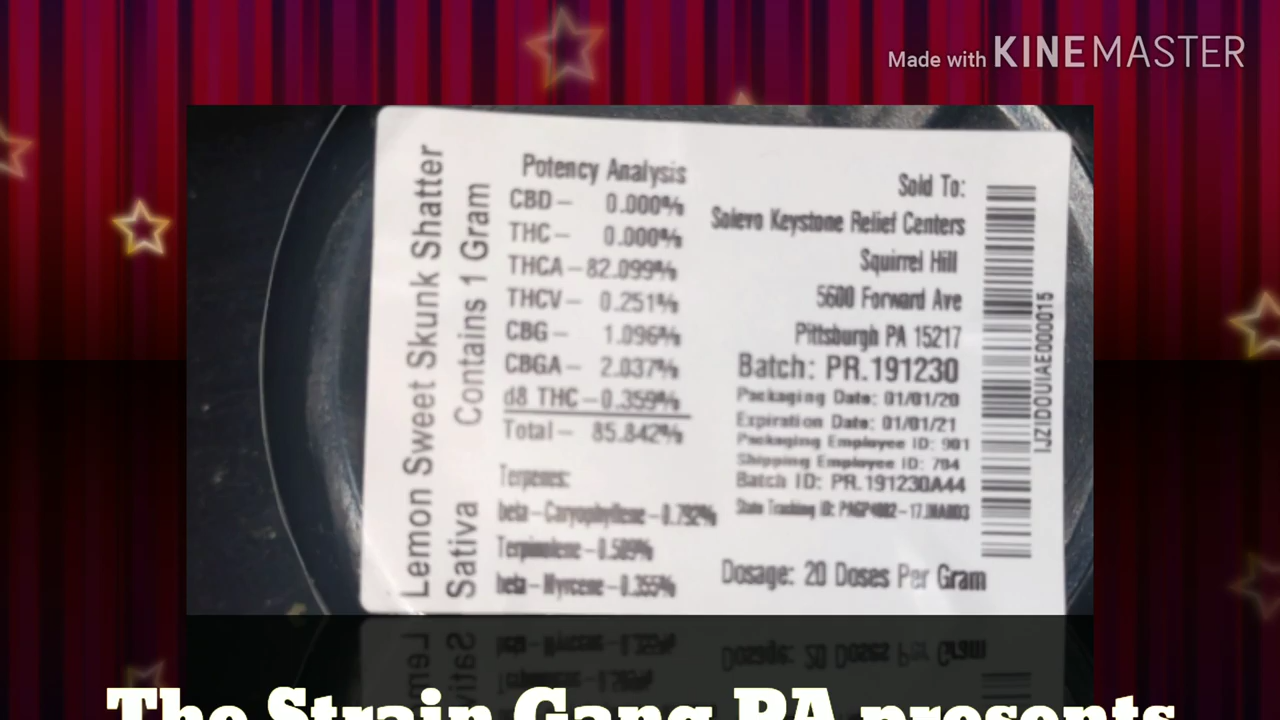 Made with KINEMASTER
Lemon Sweet Skunk Shatter
Sativa Contains 1 Gram
Potency Analysis
CBD – 0.000%
THC – 0.000%
THCA – 82.099%
THCV – 0.251%
CBG – 1.096%
CBGA – 2.037%
d8 THC – 0.359%
Total – 85.842%
Terpenes:
beta – Caryophyllene – 0.792%
Terpinolene – 0.509%
beta – Myrcene – 0.355%
Sold To:
Solevo Keystone Relief Centers
Squirrel Hill
5600 Forward Ave
Pittsburgh PA 15217
Batch: PR.191230
Packaging Date: 01/01/20
Expiration Date: 01/01/21
Packaging Employee ID: 901
Shipping Employee ID: 784
Batch ID: PR.191230A44
State Tracking ID:
Dosage: 20 Doses Per Gram
The Strain Gang PA presents